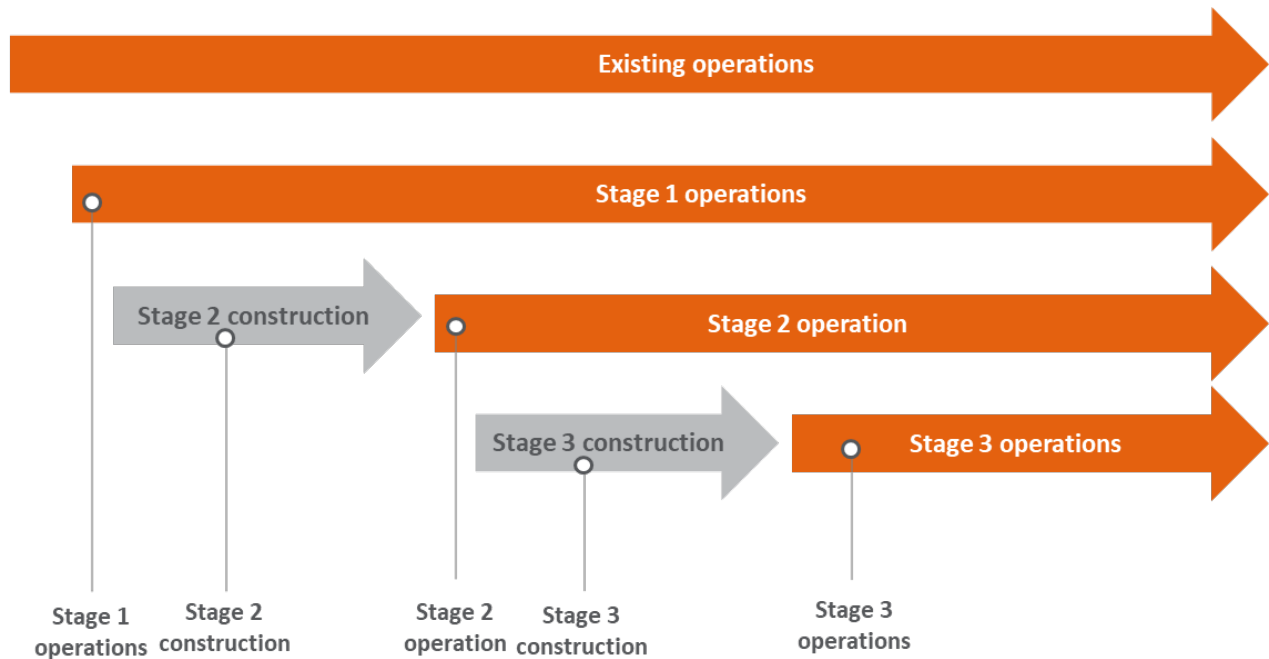 Existing operations
Stage 1 operations
Stage 2 construction
Stage 2 operation
Stage 3 construction
Stage 3 operations
Stage 1
operations
Stage 2
construction
Stage 2
operation
Stage 3
construction
Stage 3
operations